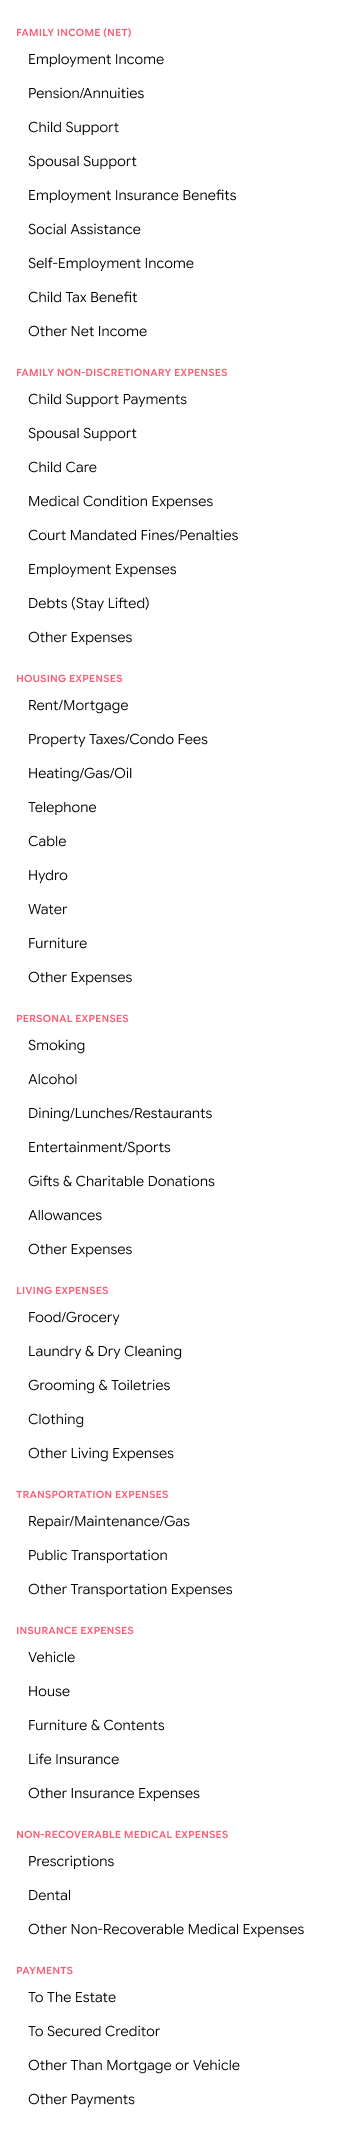 FAMILY INCOME (NET)
Employment Income
Pension/Annuities
Child Support
Spousal Support
Employment Insurance Benefits
Social Assistance
Self-Employment Income
Child Tax Benefit
Other Net Income
FAMILY NON-DISCRETIONARY EXPENSES
Child Support Payments
Spousal Support
Child Care
Medical Condition Expenses
Court Mandated Fines/Penalties
Employment Expenses
Debts (Stay Lifted)
Other Expenses
HOUSING EXPENSES
Rent/Mortgage
Property Taxes/Condo Fees
Heating/Gas/Oil
Telephone
Cable
Hydro
Water
Furniture
Other Expenses
PERSONAL EXPENSES
Smoking
Alcohol
Dining/Lunches/Restaurants
Entertainment/Sports
Gifts & Charitable Donations
Allowances
Other Expenses
LIVING EXPENSES
Food/Grocery
Laundry & Dry Cleaning
Grooming & Toiletries
Clothing
Other Living Expenses
TRANSPORTATION EXPENSES
Repair/Maintenance/Gas
Public Transportation
Other Transportation Expenses
INSURANCE EXPENSES
Vehicle
House
Furniture & Contents
Life Insurance
Other Insurance Expenses
NON-RECOVERABLE MEDICAL EXPENSES
Prescriptions
Dental
Other Non-Recoverable Medical Expenses
PAYMENTS
To The Estate
To Secured Creditor
Other Than Mortgage or Vehicle
Other Payments